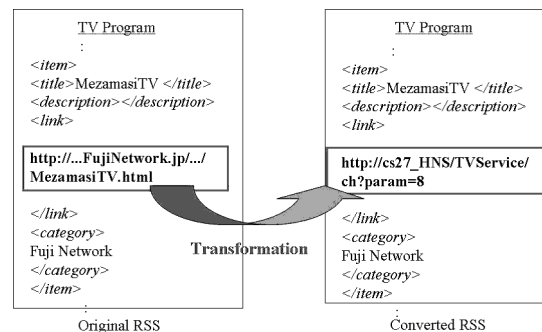 TV Program
:
<item>
<title>MezamasiTV </title>
<description></description>
<link>
http://...FujiNetwork.jp/.../
MezamasiTV.html
</link>
<category>
Fuji Network
</category>
</item>
:
Original RSS
Transformation
TV Program
:
<item>
<title>MezamasiTV </title>
<description></description>
<link>
http://cs27_HNS/TVService/
ch?param=8
</link>
<category>
Fuji Network
</category>
</item>
:
Converted RSS